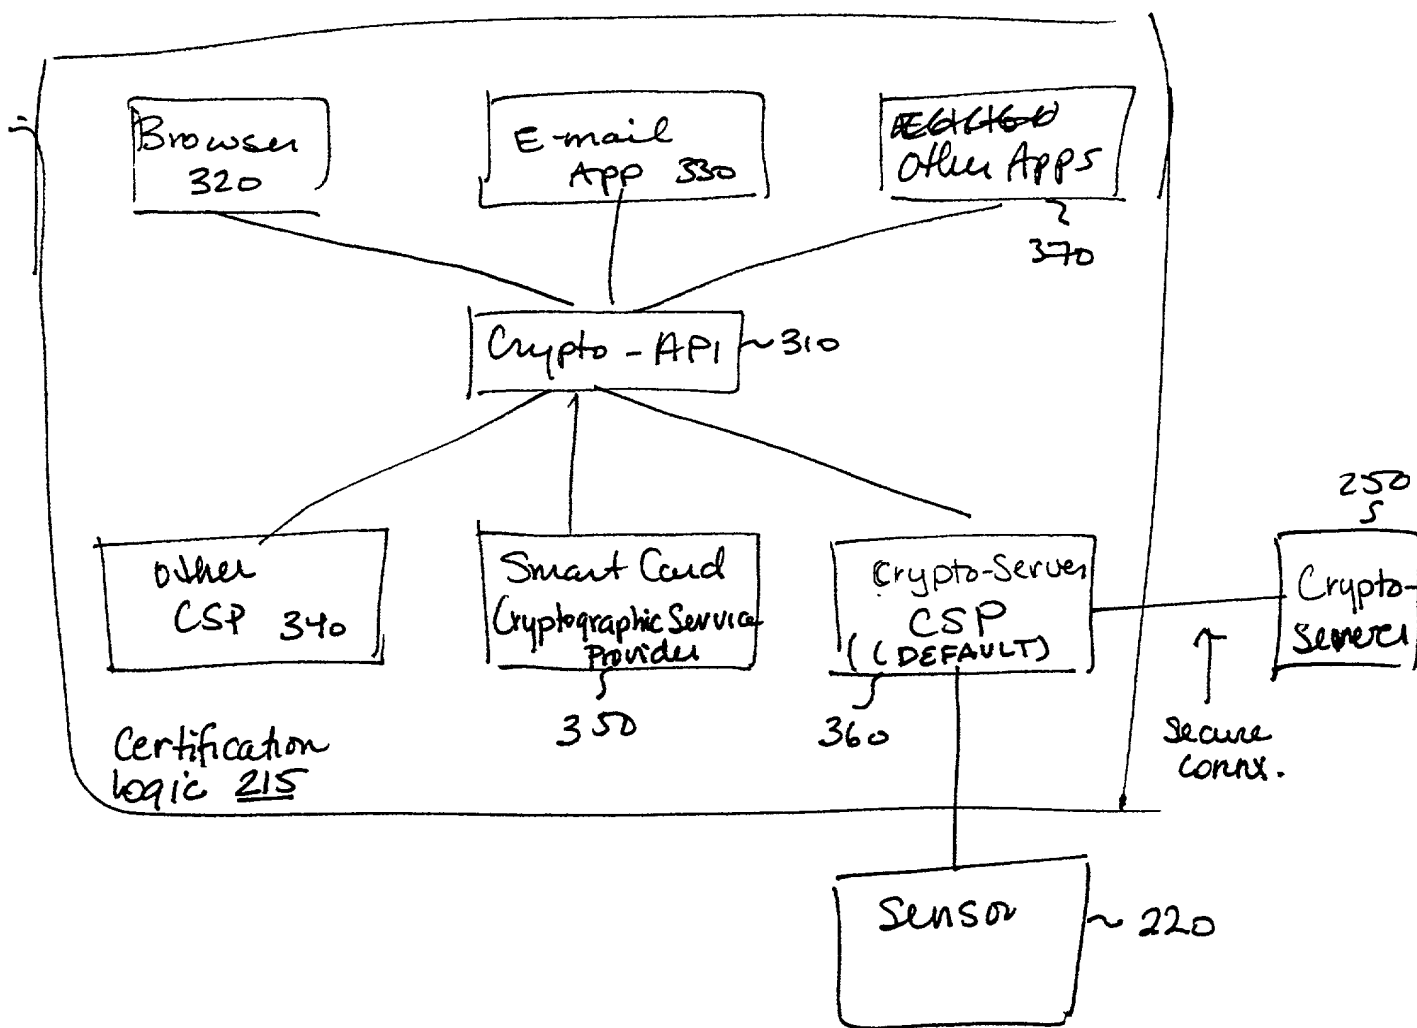 Browser
320
E-mail
App 330
Other Apps
370
Crypto - API ~310
250
Other
CSP 340
Smart Card
Cryptographic Service
Provider
350
Crypto-Server
CSP
(DEFAULT)
360
Crypto-
Server
Secure
connx.
Certification
Logic 215
Sensor ~ 220